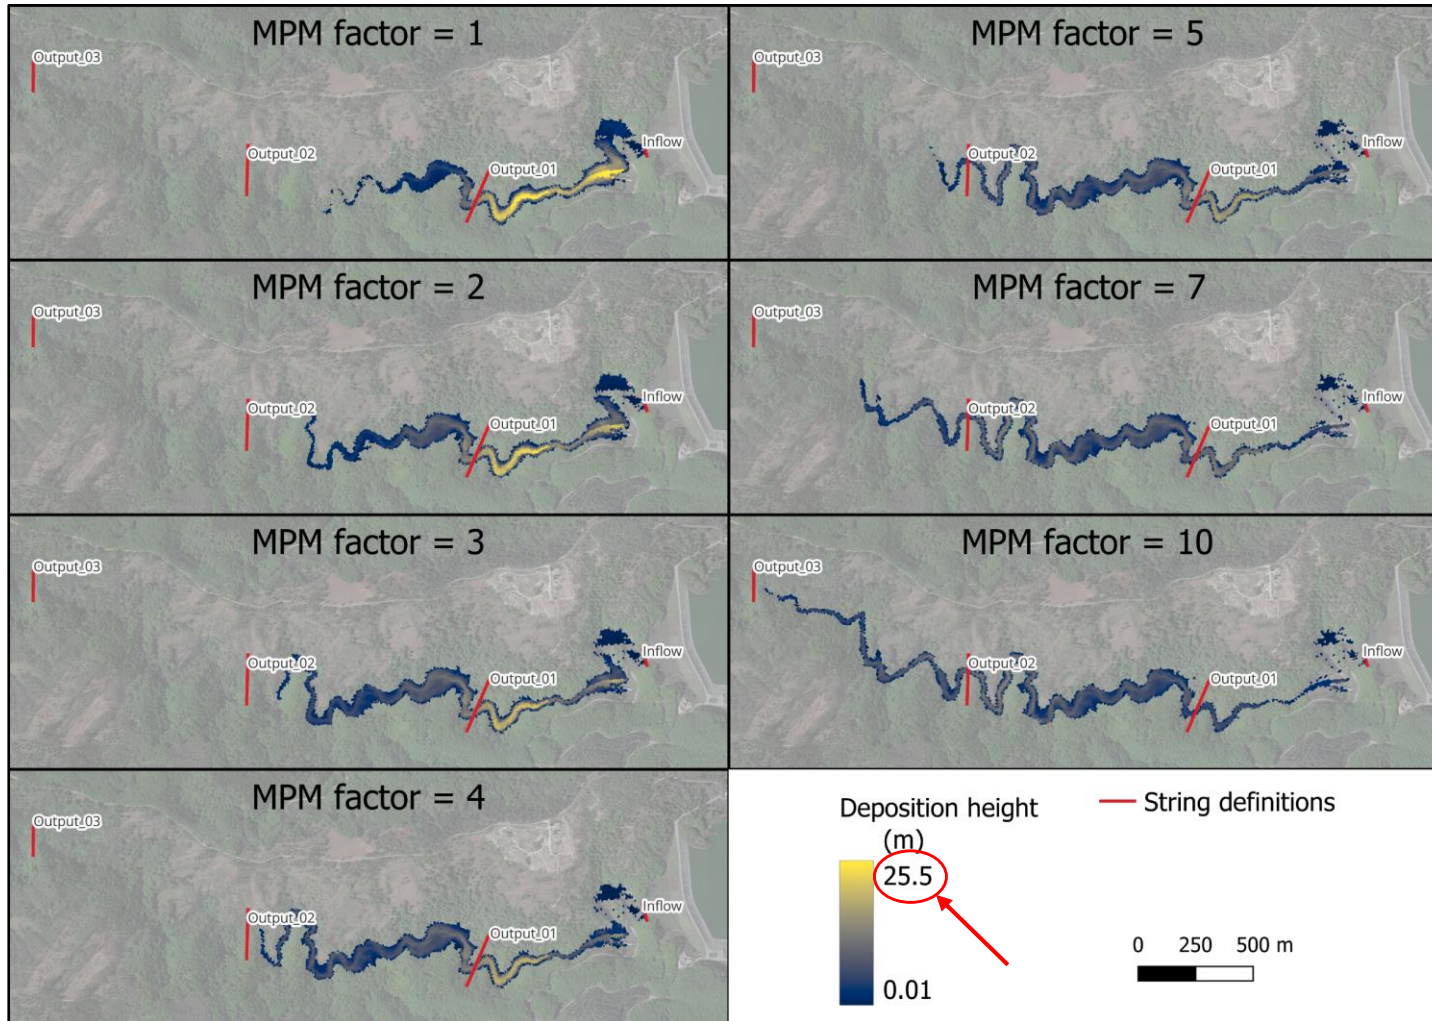 MPM factor = 1
Output_03
Output_02
Output_01
Inflow
MPM factor = 5
Output_03
Output_02
Output_01
Inflow
MPM factor = 2
Output_03
Output_02
Output_01
Inflow
MPM factor = 7
Output_03
Output_02
Output_01
Inflow
MPM factor = 3
Output_03
Output_02
Output_01
Inflow
MPM factor = 10
Output_03
Output_02
Output_01
Inflow
MPM factor = 4
Output_03
Output_02
Output_01
Inflow
Deposition height
(m)
25.5
0.01
String definitions
0 250 500 m